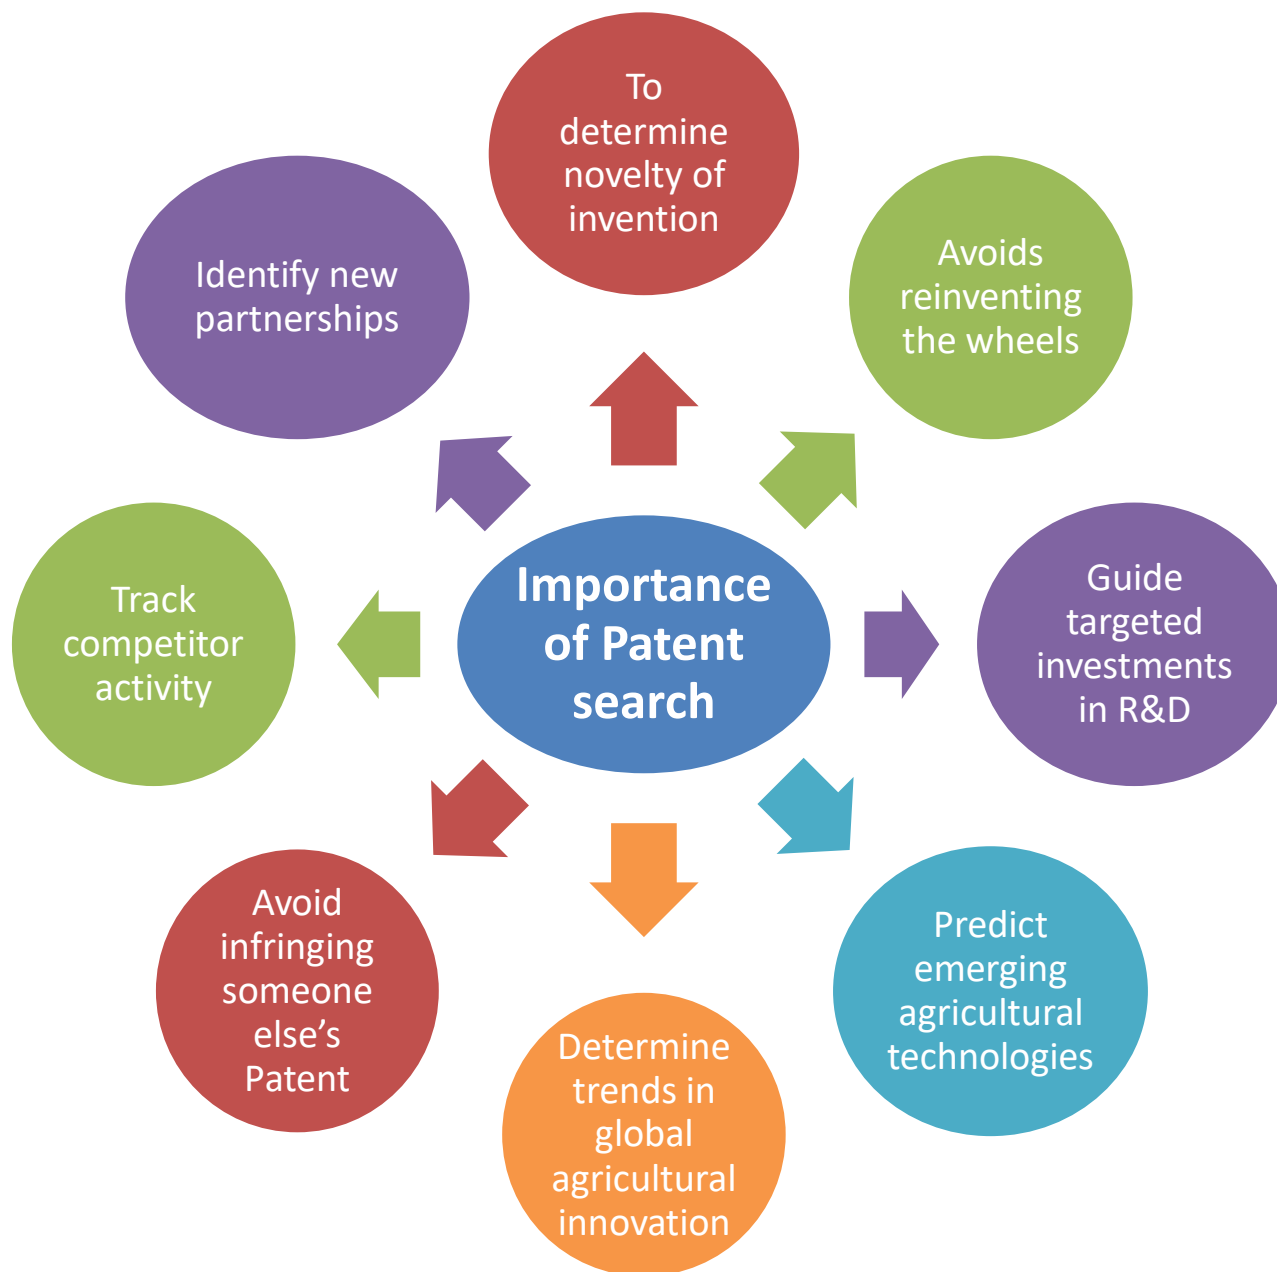 To
determine
novelty of
invention
Avoids
reinventing
the wheels
Guide
targeted
investments
in R&D
Predict
emerging
agricultural
technologies
Determine
trends in
global
agricultural
innovation
Avoid
infringing
someone
else’s
Patent
Track
competitor
activity
Identify new
partnerships
Importance
of Patent
search